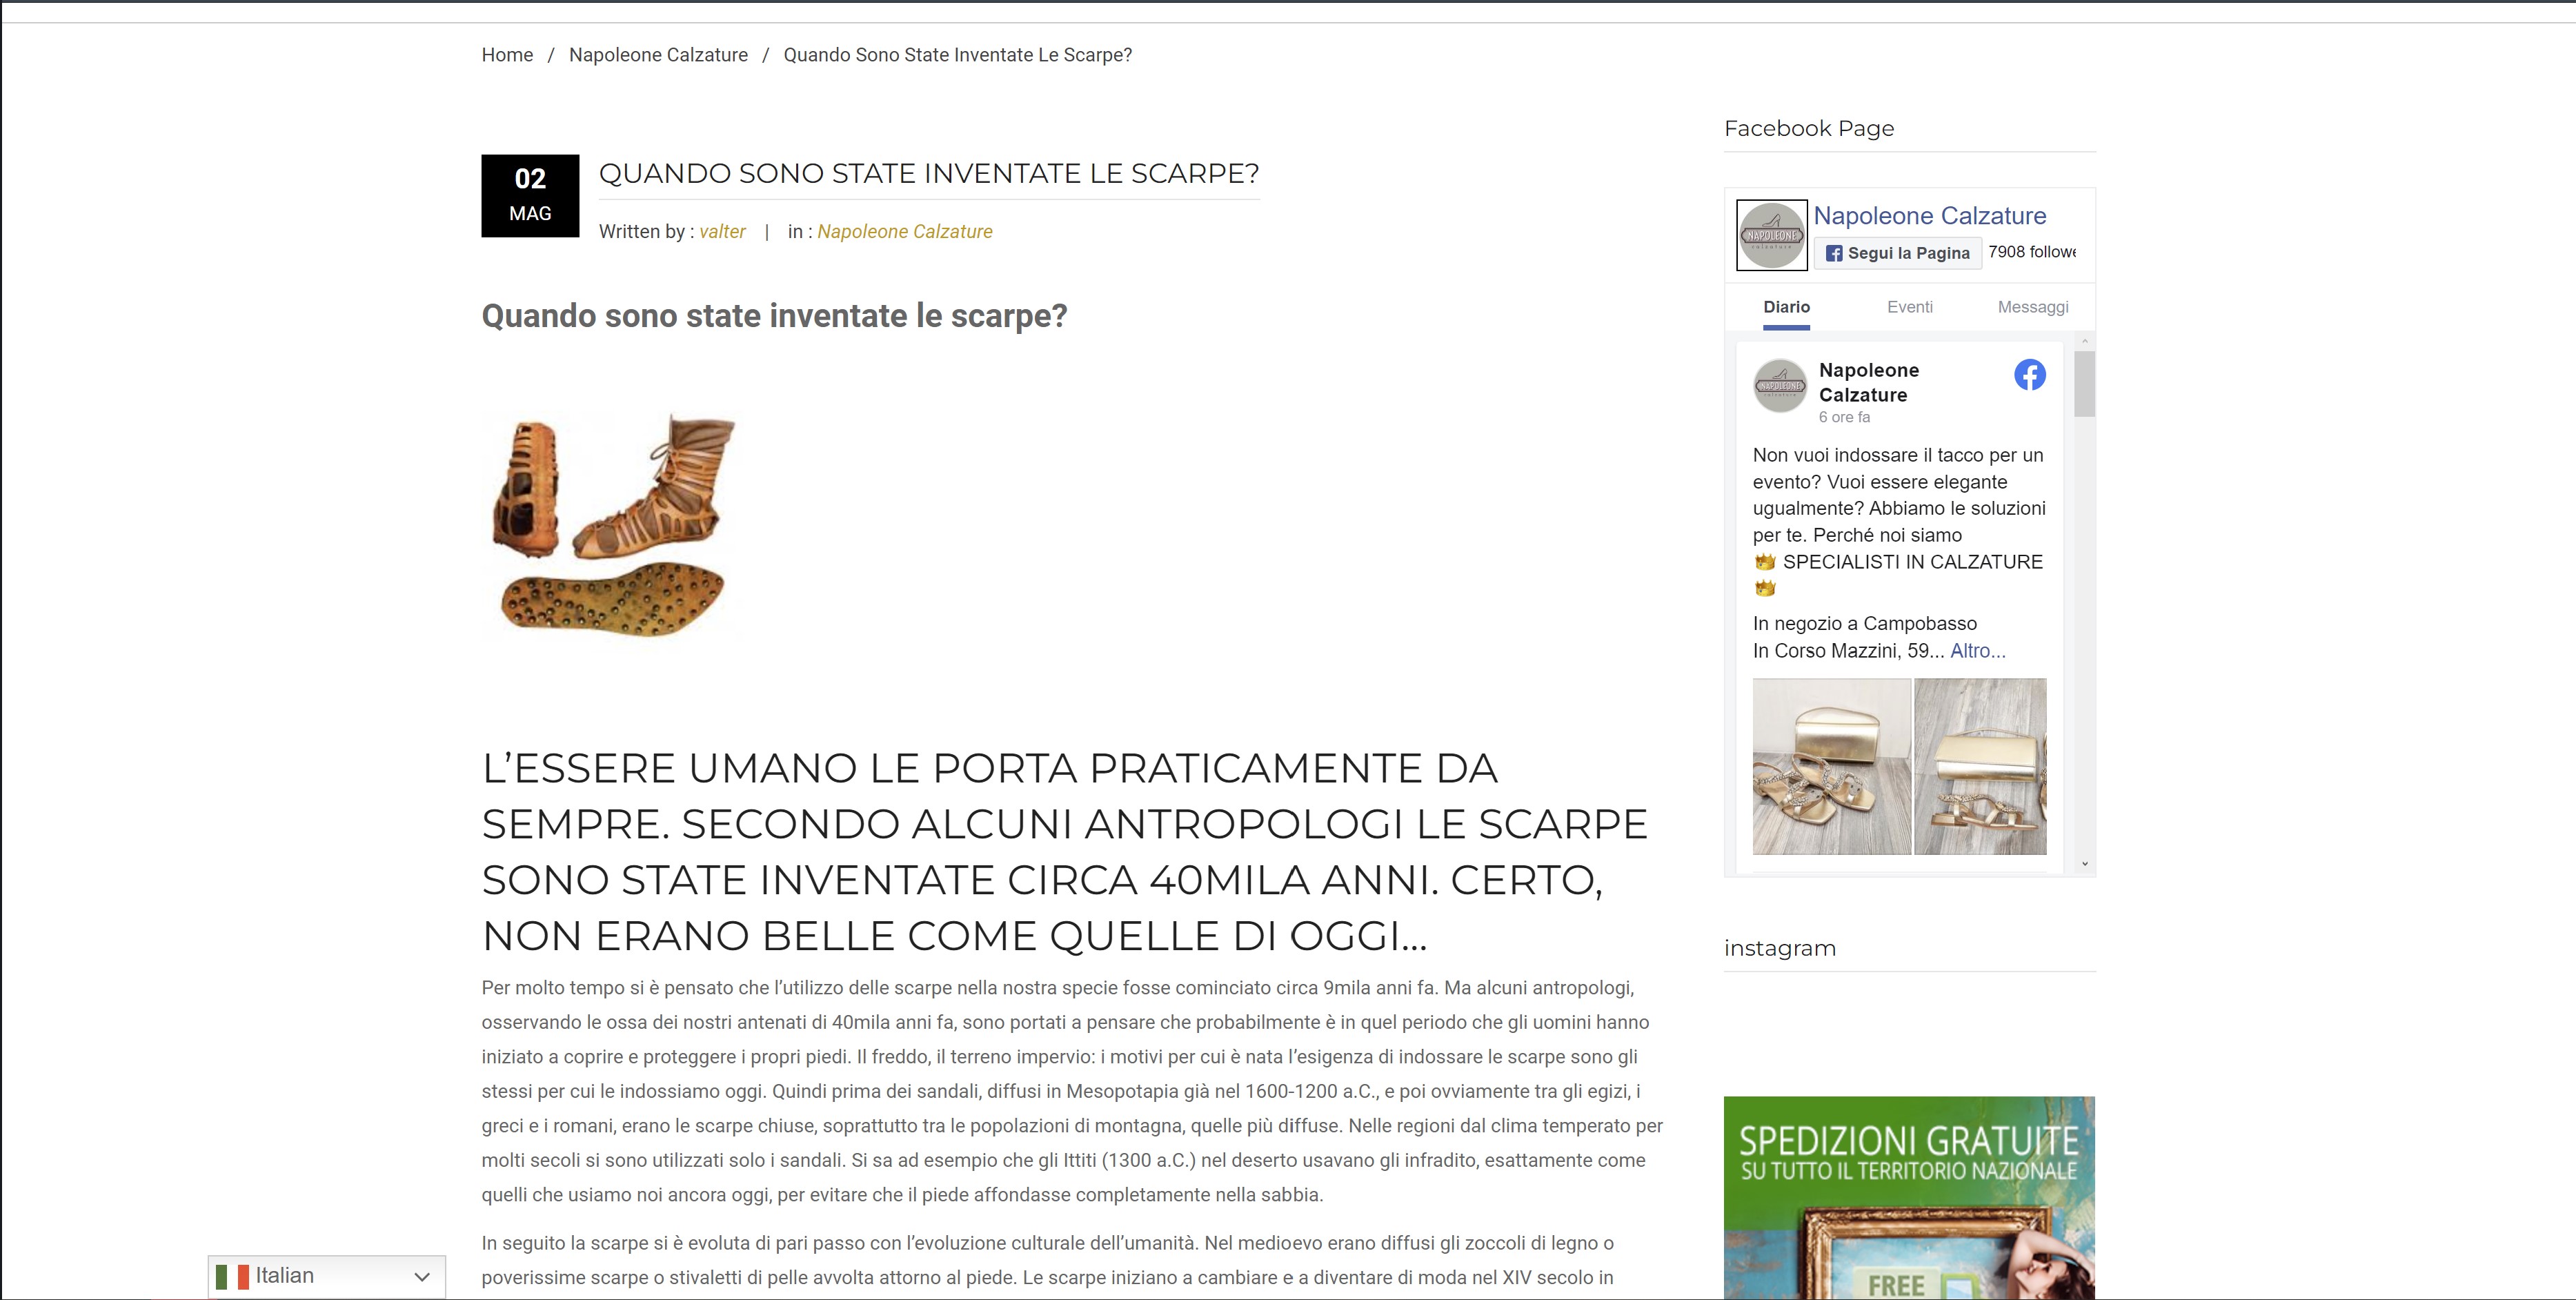 Home / Napoleone Calzature / Quando Sono State Inventate Le Scarpe?
02
MAG
QUANDO SONO STATE INVENTATE LE SCARPE?
Written by : valter | in : Napoleone Calzature
Quando sono state inventate le scarpe?
L’ESSERE UMANO LE PORTA PRATICAMENTE DA
SEMPRE. SECONDO ALCUNI ANTROPOLOGI LE SCARPE
SONO STATE INVENTATE CIRCA 40MILA ANNI. CERTO,
NON ERANO BELLE COME QUELLE DI OGGI…
Per molto tempo si è pensato che l’utilizzo delle scarpe nella nostra specie fosse cominciato circa 9mila anni fa. Ma alcuni antropologi,
osservando le ossa dei nostri antenati di 40mila anni fa, sono portati a pensare che probabilmente è in quel periodo che gli uomini hanno
iniziato a coprire e proteggere i propri piedi. Il freddo, il terreno impervio: i motivi per cui è nata l’esigenza di indossare le scarpe sono gli
stessi per cui le indossiamo oggi. Quindi prima dei sandali, diffusi in Mesopotapia già nel 1600-1200 a.C., e poi ovviamente tra gli egizi, i
greci e i romani, erano le scarpe chiuse, soprattutto tra le popolazioni di montagna, quelle più diffuse. Nelle regioni dal clima temperato per
molti secoli si sono utilizzati solo i sandali. Si sa ad esempio che gli Ittiti (1300 a.C.) nel deserto usavano gli infradito, esattamente come
quelli che usiamo noi ancora oggi, per evitare che il piede affondasse completamente nella sabbia.
In seguito la scarpe si è evoluta di pari passo con l’evoluzione culturale dell’umanità. Nel medioevo erano diffusi gli zoccoli di legno o
poverissime scarpe o stivaletti di pelle avvolta attorno al piede. Le scarpe iniziano a cambiare e a diventare di moda nel XIV secolo in
Italian
Facebook Page
NAPOLEONE
calzature
Napoleone Calzature
Segui la Pagina 7908 followe
Diario Eventi Messaggi
NAPOLEONE
calzature
Napoleone
Calzature
6 ore fa
Non vuoi indossare il tacco per un
evento? Vuoi essere elegante
ugualmente? Abbiamo le soluzioni
per te. Perché noi siamo
👑 SPECIALISTI IN CALZATURE
👑
In negozio a Campobasso
In Corso Mazzini, 59... Altro...
instagram
SPEDIZIONI GRATUITE
SU TUTTO IL TERRITORIO NAZIONALE
FREE